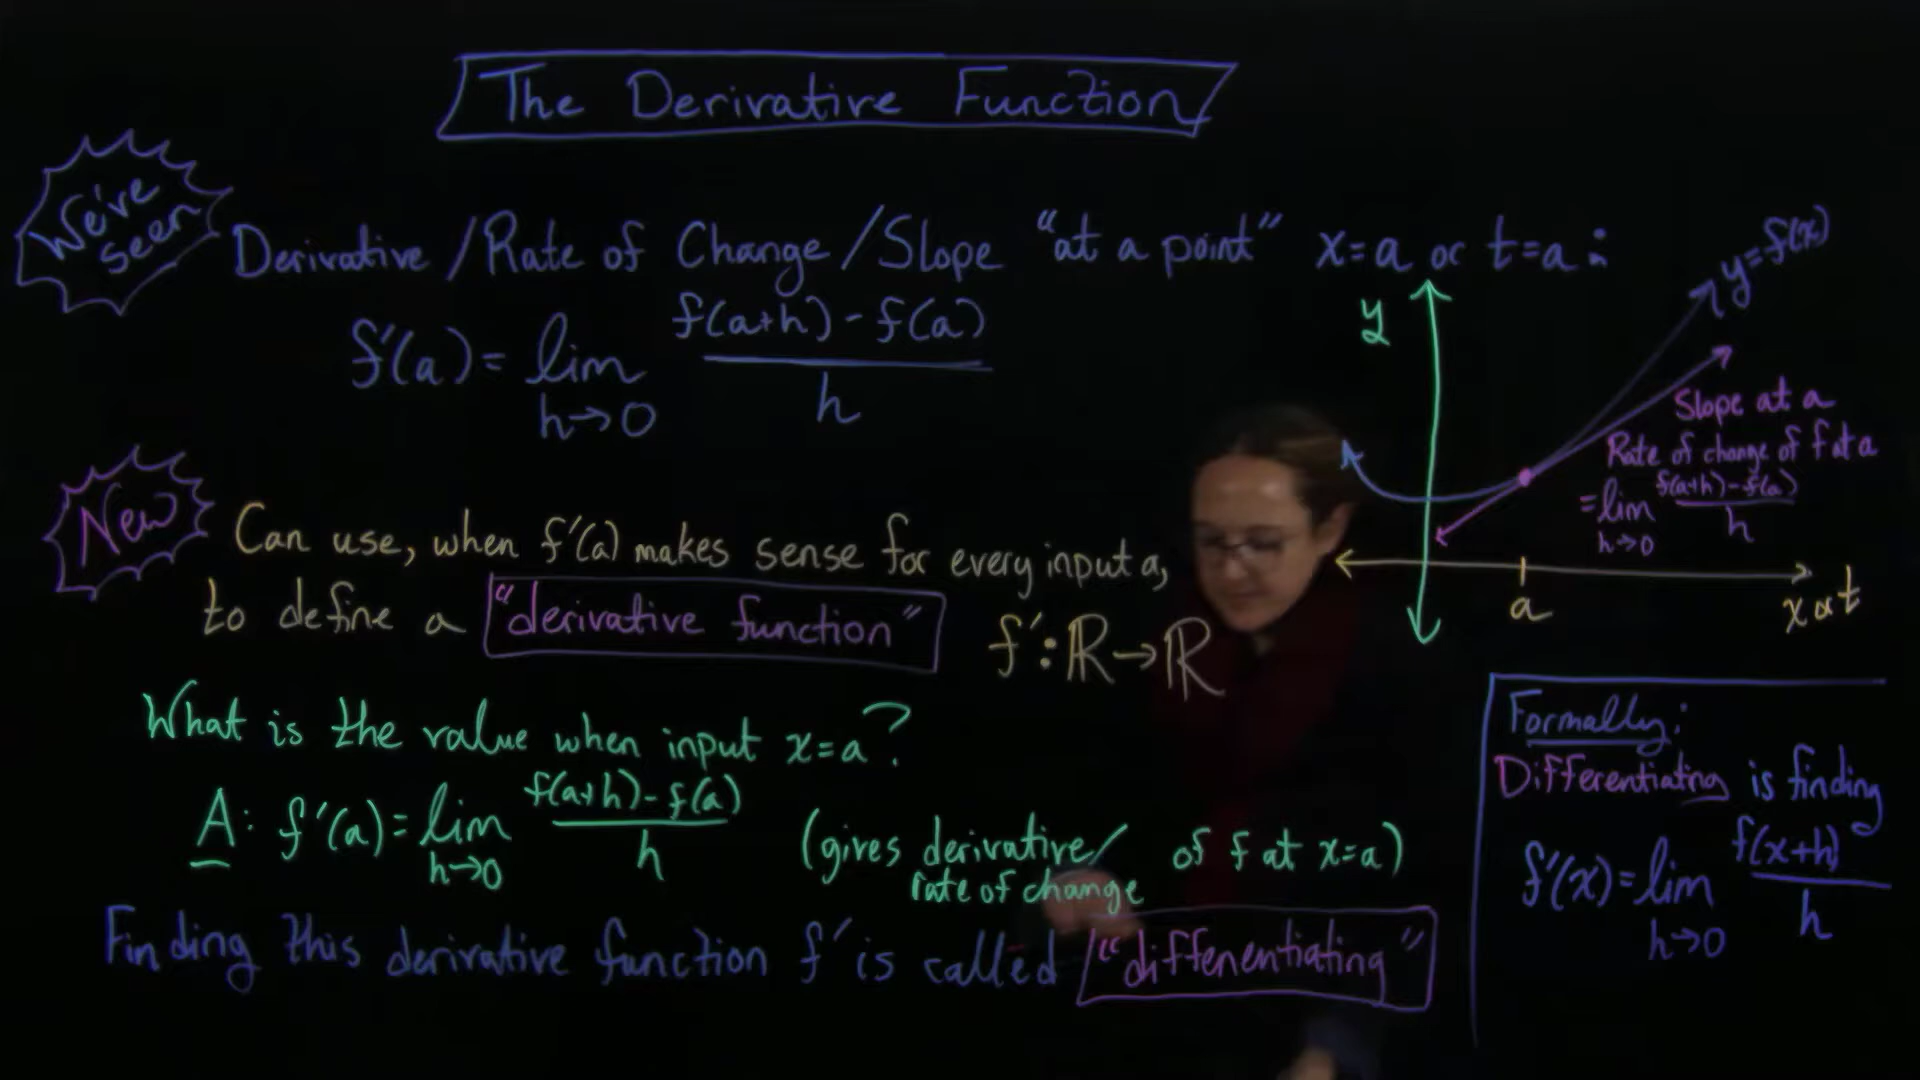 The Derivative Function
We've
seen
Derivative/Rate of Change/Slope "at a point" x=a or t=a:
f'(a) = lim h→0 f(a+h)-f(a) / h
y
y=f(x)
Slope at a
Rate of change of f at a
= lim h→0 f(a+h)-f(a) / h
a
x or t
New
Can use, when f'(a) makes sense for every input a,
to define a "derivative function" f': ℝ→ℝ
What is the value when input x=a?
A: f'(a) = lim h→0 f(a+h)-f(a) / h (gives derivative/rate of change of f at x=a)
Finding this derivative function f' is called "differentiating"
Formally:
Differentiating is finding
f'(x) = lim h→0 f(x+h) / h